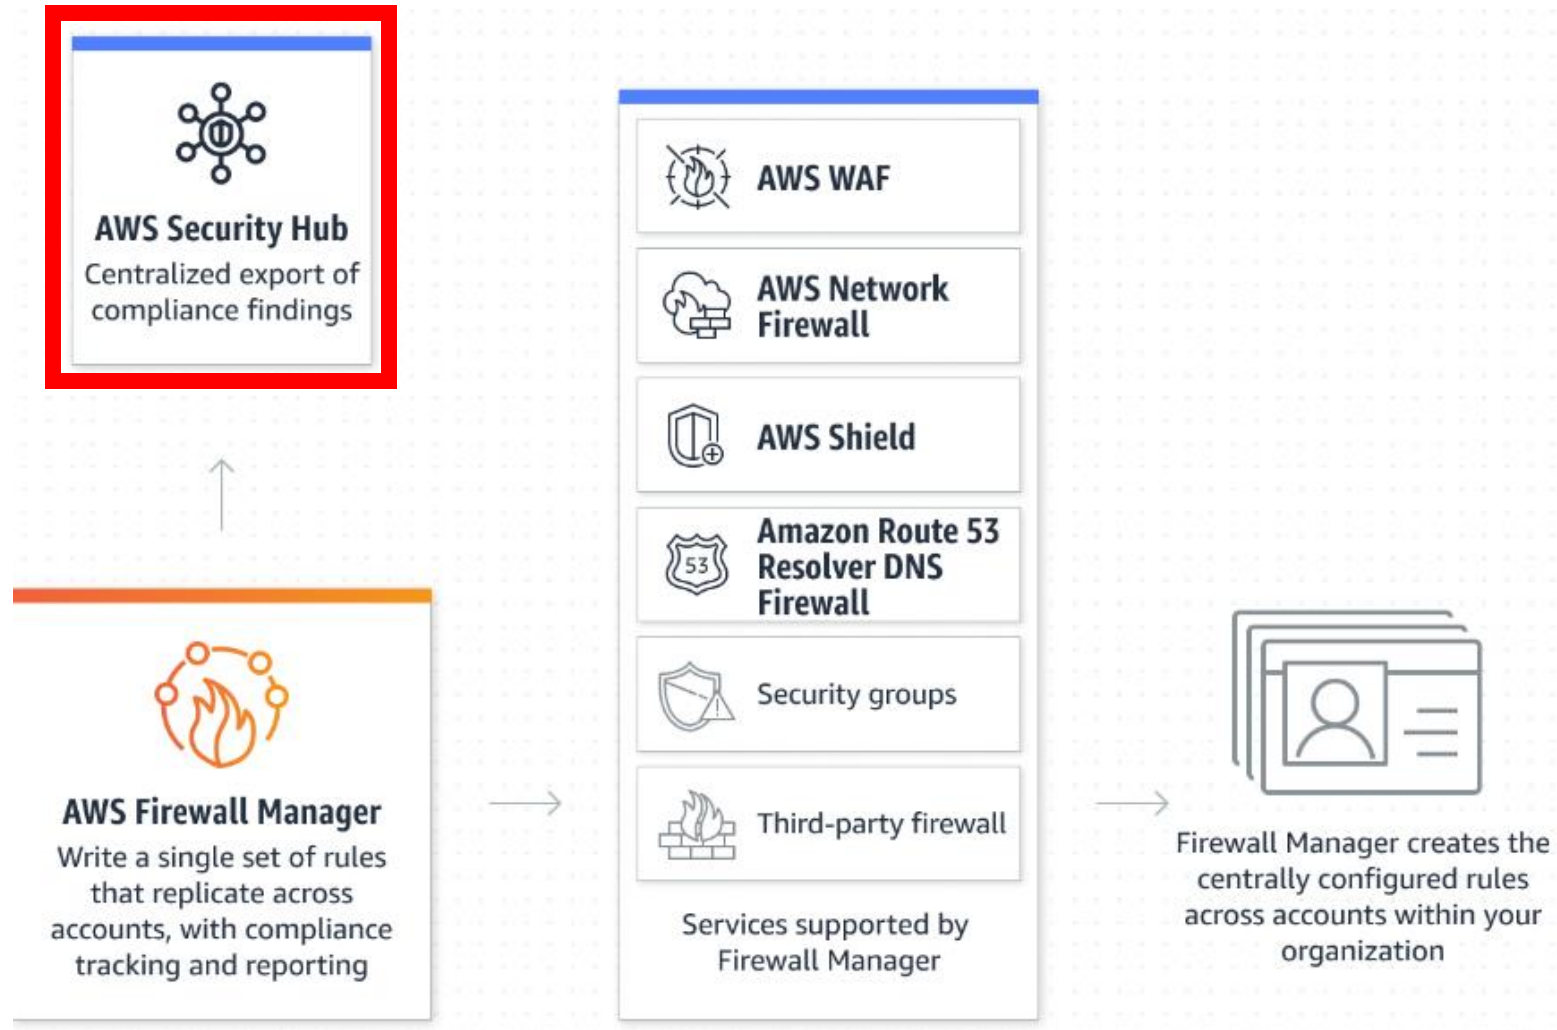 AWS Security Hub
Centralized export of
compliance findings
AWS Firewall Manager
Write a single set of rules
that replicate across
accounts, with compliance
tracking and reporting
AWS WAF
AWS Network
Firewall
AWS Shield
53
Amazon Route 53
Resolver DNS
Firewall
Security groups
Third-party firewall
Services supported by
Firewall Manager
Firewall Manager creates the
centrally configured rules
across accounts within your
organization